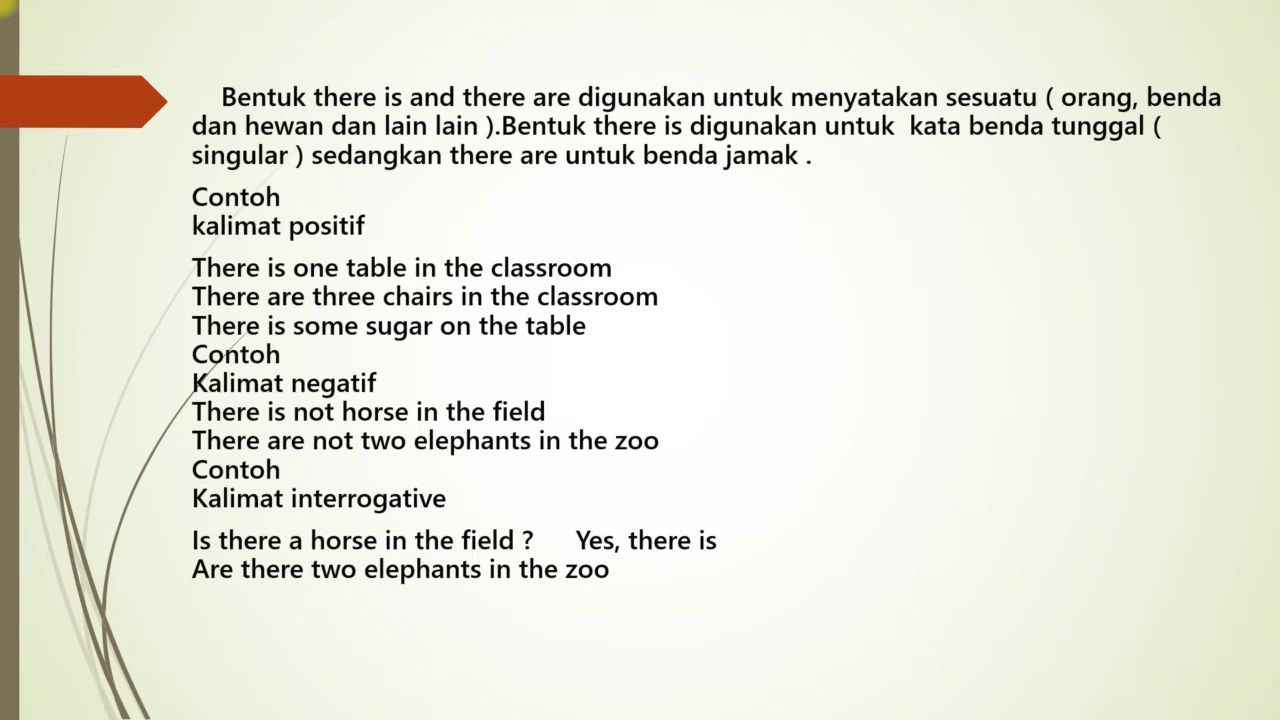 Bentuk there is and there are digunakan untuk menyatakan sesuatu ( orang, benda
dan hewan dan lain lain ).Bentuk there is digunakan untuk  kata benda tunggal (
singular ) sedangkan there are untuk benda jamak .
Contoh
kalimat positif
There is one table in the classroom
There are three chairs in the classroom
There is some sugar on the table
Contoh
Kalimat negatif
There is not horse in the field
There are not two elephants in the zoo
Contoh
Kalimat interrogative
Is there a horse in the field ?     Yes, there is
Are there two elephants in the zoo